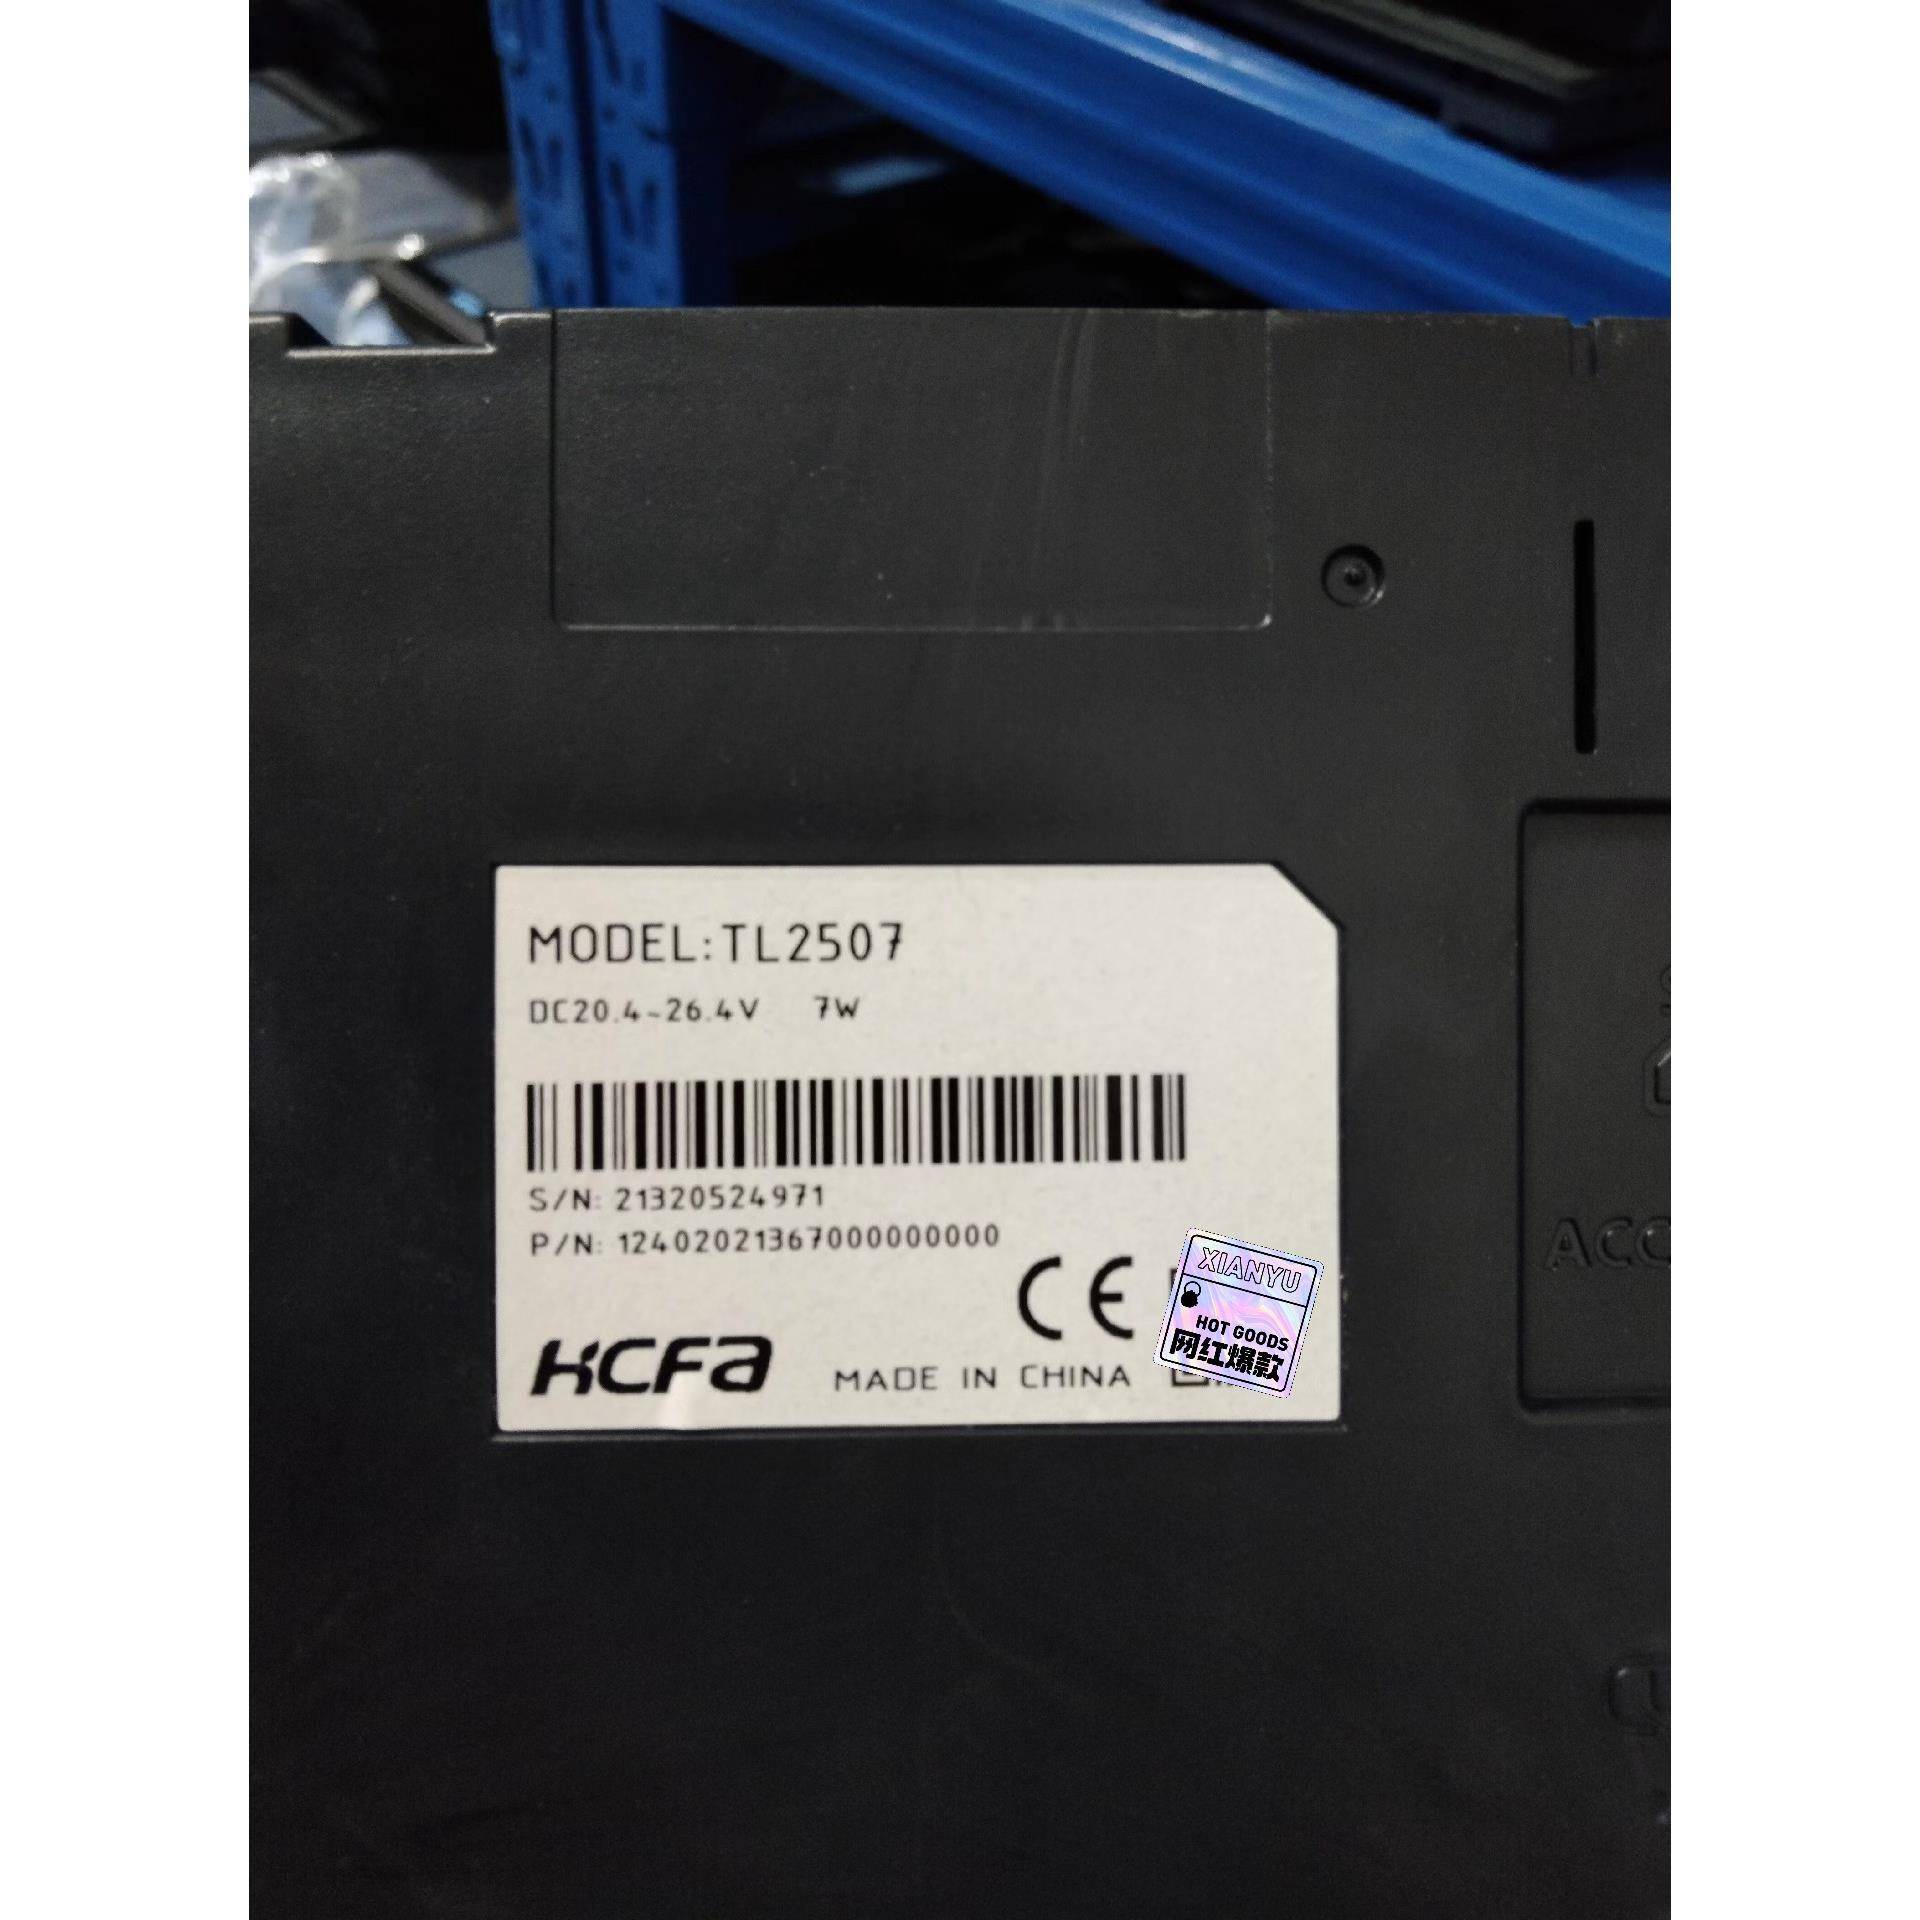 MODEL:TL2507
DC20.4~26.4V 7W
S/N: 21320524971
P/N: 12402021367000000000
CE
HCFA
MADE IN CHINA
XIANYU
HOT GOODS
网红爆款